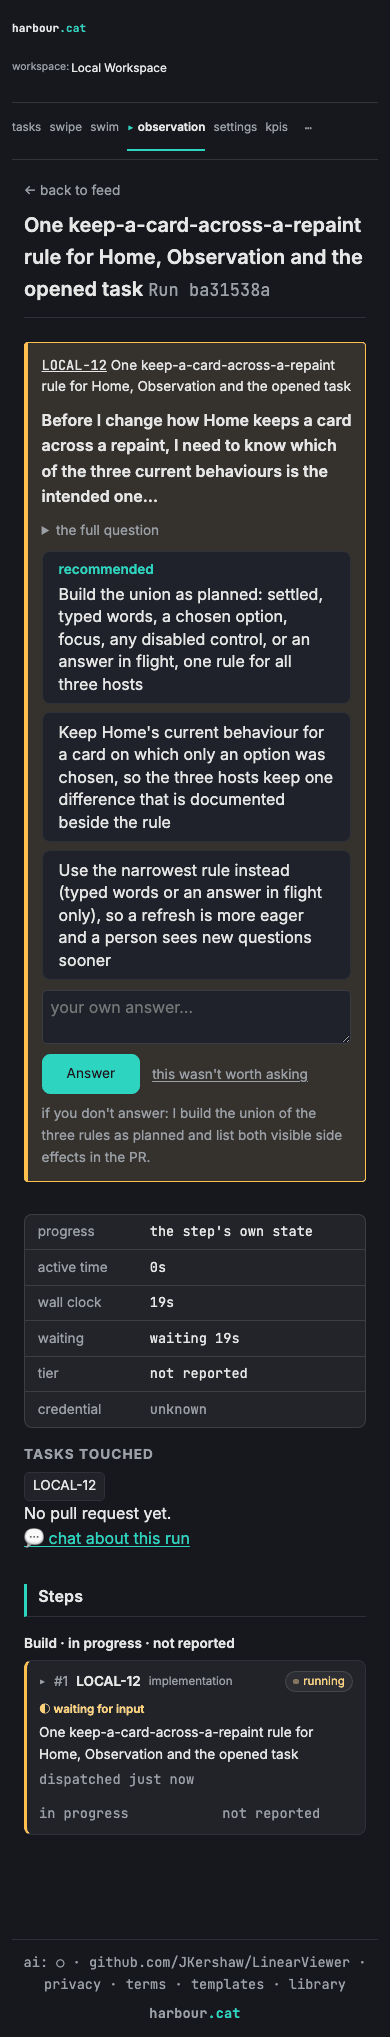 harbour.cat
workspace: Local Workspace
tasks swipe swim ▸ observation settings kpis ⋯
← back to feed
One keep-a-card-across-a-repaint
rule for Home, Observation and the
opened task Run ba31538a
LOCAL-12 One keep-a-card-across-a-repaint
rule for Home, Observation and the opened task
Before I change how Home keeps a card
across a repaint, I need to know which
of the three current behaviours is the
intended one...
▶ the full question
recommended
Build the union as planned: settled,
typed words, a chosen option,
focus, any disabled control, or an
answer in flight, one rule for all
three hosts
Keep Home's current behaviour for
a card on which only an option was
chosen, so the three hosts keep one
difference that is documented
beside the rule
Use the narrowest rule instead
(typed words or an answer in flight
only), so a refresh is more eager
and a person sees new questions
sooner
your own answer...
Answer this wasn't worth asking
if you don't answer: I build the union of the
three rules as planned and list both visible side
effects in the PR.
progress the step's own state
active time 0s
wall clock 19s
waiting waiting 19s
tier not reported
credential unknown
TASKS TOUCHED
LOCAL-12
No pull request yet.
💬 chat about this run
Steps
Build · in progress · not reported
▸ #1 LOCAL-12 implementation running
◐ waiting for input
One keep-a-card-across-a-repaint rule for
Home, Observation and the opened task
dispatched just now
in progress not reported
ai: ○ · github.com/JKershaw/LinearViewer ·
privacy · terms · templates · library
harbour.cat